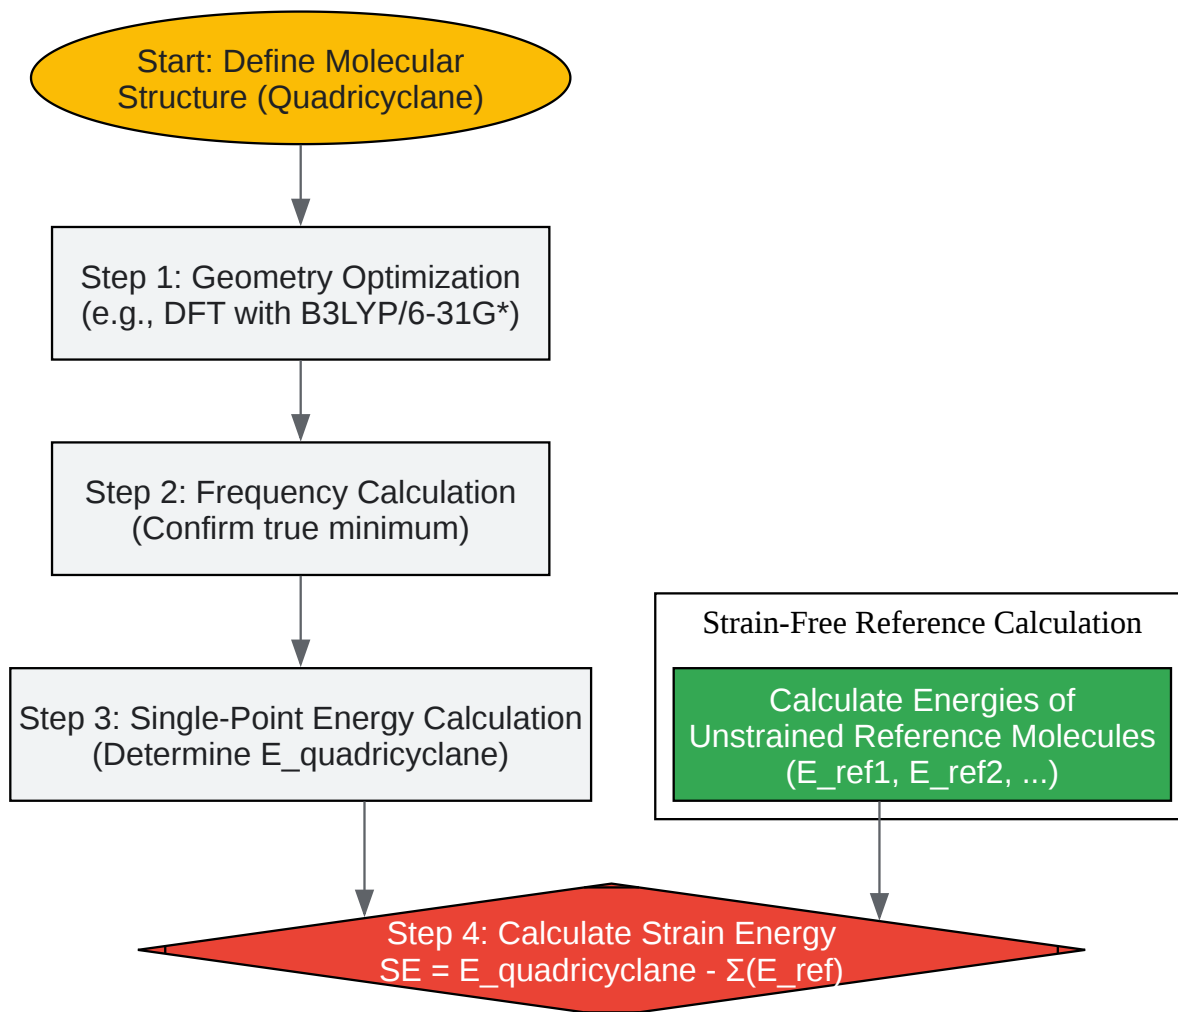 Start: Define Molecular
Structure (Quadricyclane)
Step 1: Geometry Optimization
(e.g., DFT with B3LYP/6-31G*)
Step 2: Frequency Calculation
(Confirm true minimum)
Step 3: Single-Point Energy Calculation
(Determine E_quadricyclane)
Strain-Free Reference Calculation
Calculate Energies of
Unstrained Reference Molecules
(E_ref1, E_ref2, ...)
Step 4: Calculate Strain Energy
SE = E_quadricyclane - Σ(E_ref)